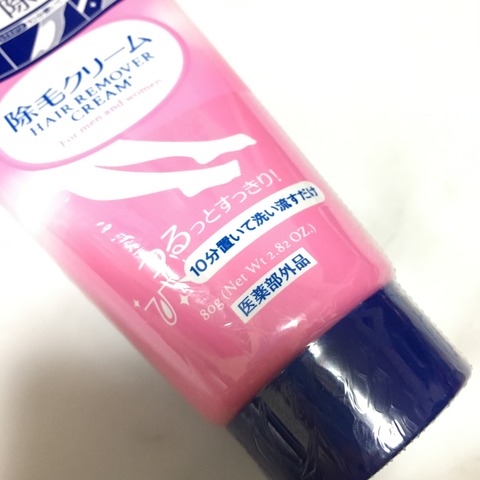 除
除毛クリーム
HAIR REMOVER
CREAM*
For men and women
つるっとすっきり!
10分置いて洗い流すだけ
80g (NET WT 2.82 OZ.)
医薬部外品